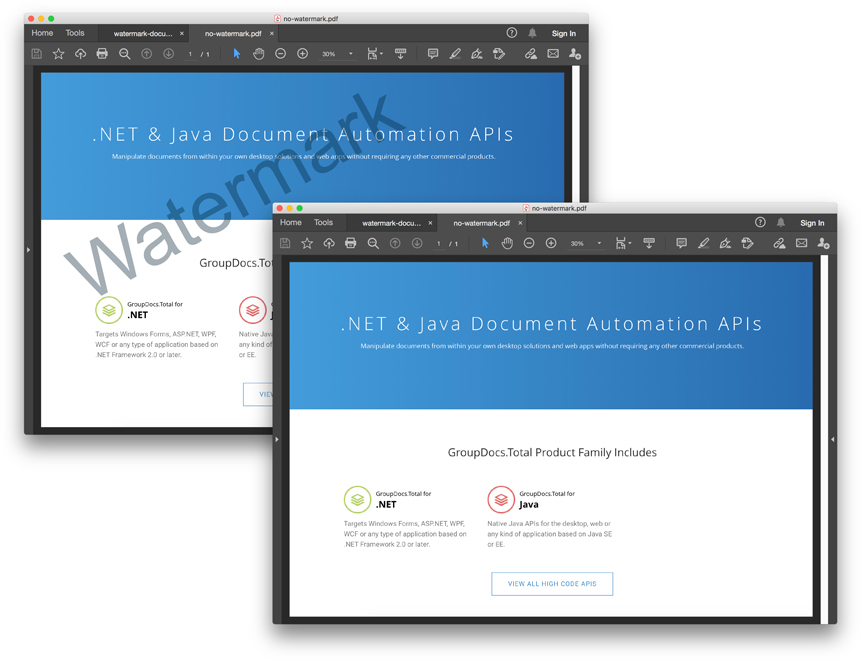 no-watermark.pdf
Home Tools watermark-docu... × no-watermark.pdf × Sign In
1 / 1 30%
.NET & Java Document Automation APIs
Manipulate documents from within your own desktop solutions and web apps without requiring any other commercial products.
Watermark
GroupDocs.Tot
GroupDocs.Total for
.NET
Targets Windows Forms, ASP.NET, WPF,
WCF or any type of application based on
.NET Framework 2.0 or later.
Native Java
any kind of
or EE.
VIEW
no-watermark.pdf
Home Tools watermark-docu... × no-watermark.pdf × Sign In
1 / 1 30%
.NET & Java Document Automation APIs
Manipulate documents from within your own desktop solutions and web apps without requiring any other commercial products.
GroupDocs.Total Product Family Includes
GroupDocs.Total for
.NET
Targets Windows Forms, ASP.NET, WPF,
WCF or any type of application based on
.NET Framework 2.0 or later.
GroupDocs.Total for
Java
Native Java APIs for the desktop, web or
any kind of application based on Java SE
or EE.
VIEW ALL HIGH CODE APIS